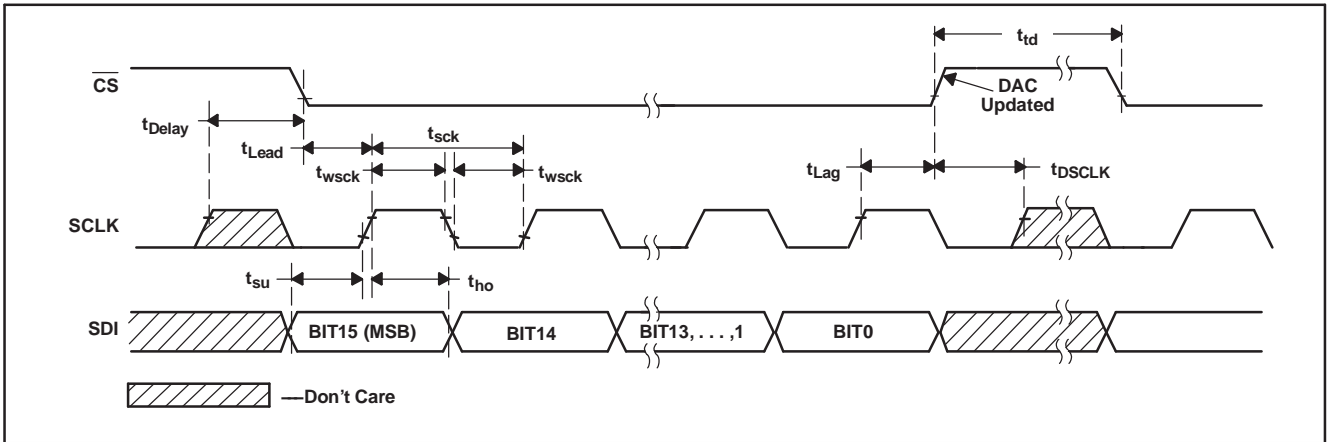 t_td
CS
DAC
Updated
t_Delay
t_Lead
t_sck
t_wsck
t_wsck
t_Lag
t_DSCLK
SCLK
t_su
t_ho
SDI
BIT15 (MSB)
BIT14
BIT13, . . . ,1
BIT0
—Don't Care